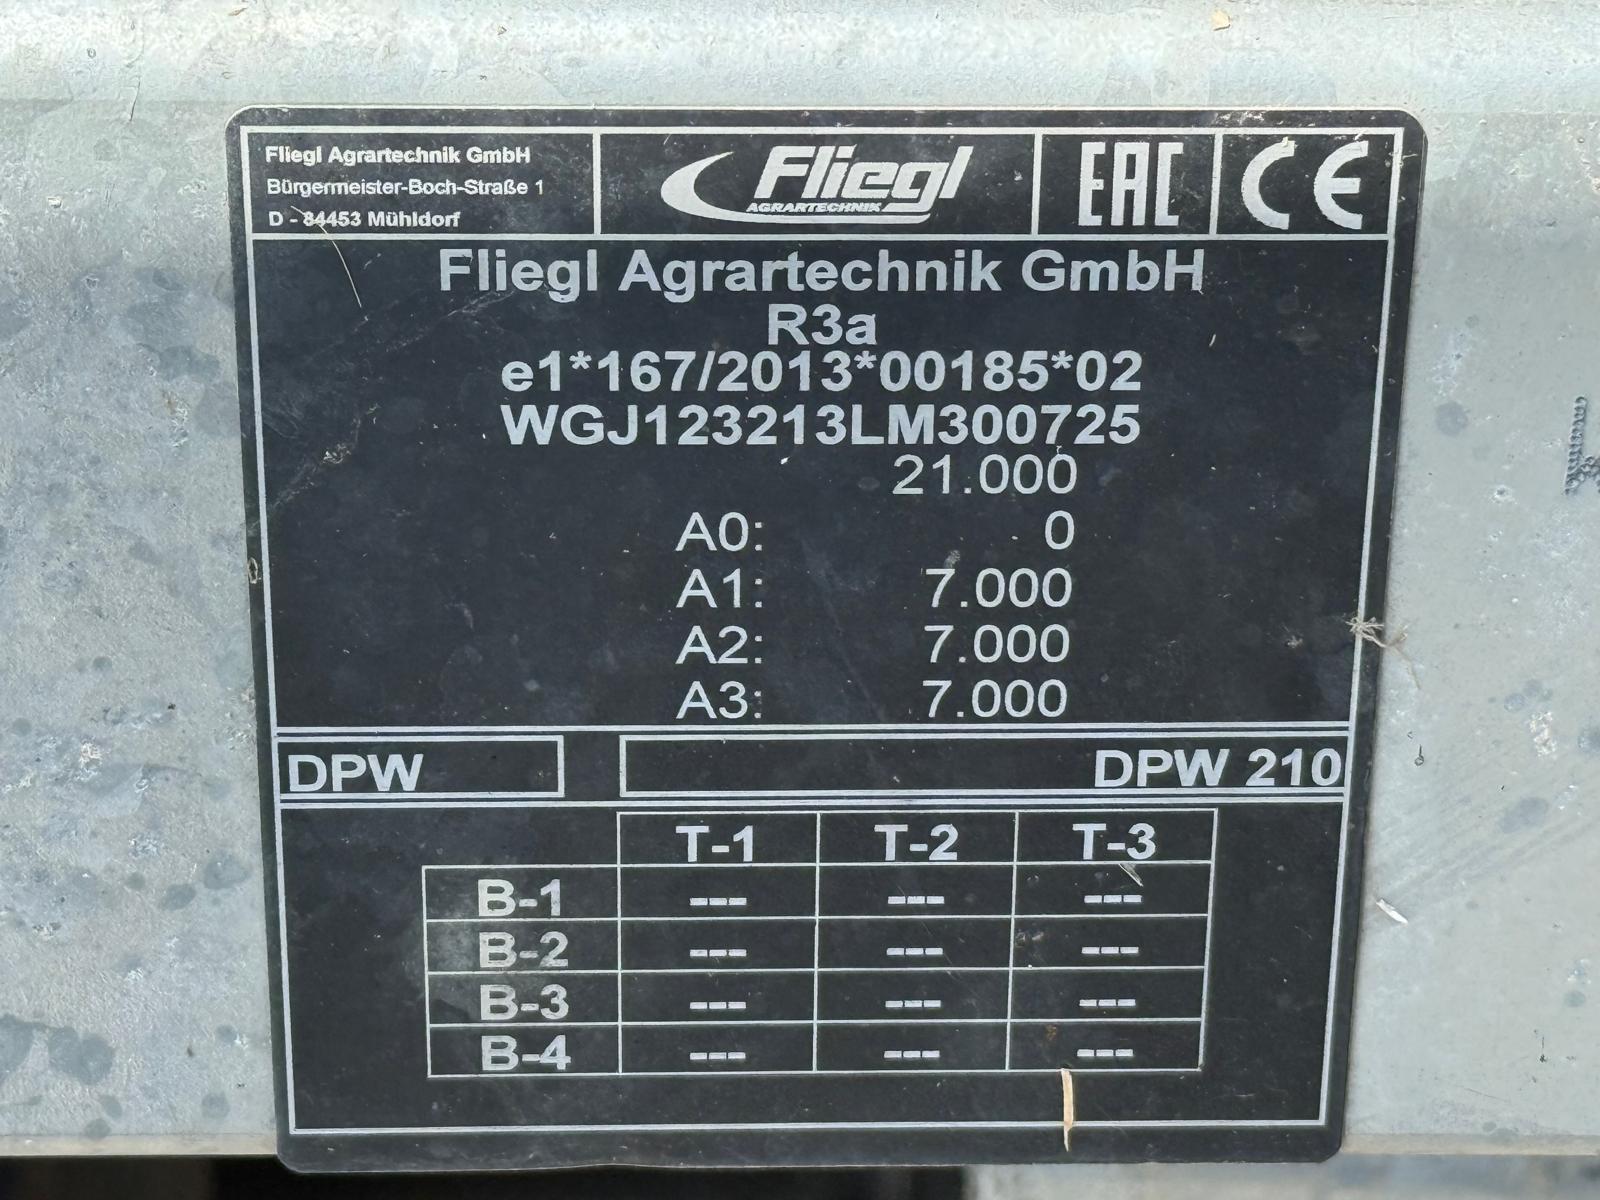 Fliegl Agrartechnik GmbH
Bürgermeister-Boch-Straße 1
D - 84453 Mühldorf
Fliegl
AGRARTECHNIK
EAC
CE
Fliegl Agrartechnik GmbH
R3a
e1*167/2013*00185*02
WGJ123213LM300725
21.000
A0: 0
A1: 7.000
A2: 7.000
A3: 7.000
DPW DPW 210
T-1 T-2 T-3
B-1 --- --- ---
B-2 --- --- ---
B-3 --- --- ---
B-4 --- --- ---